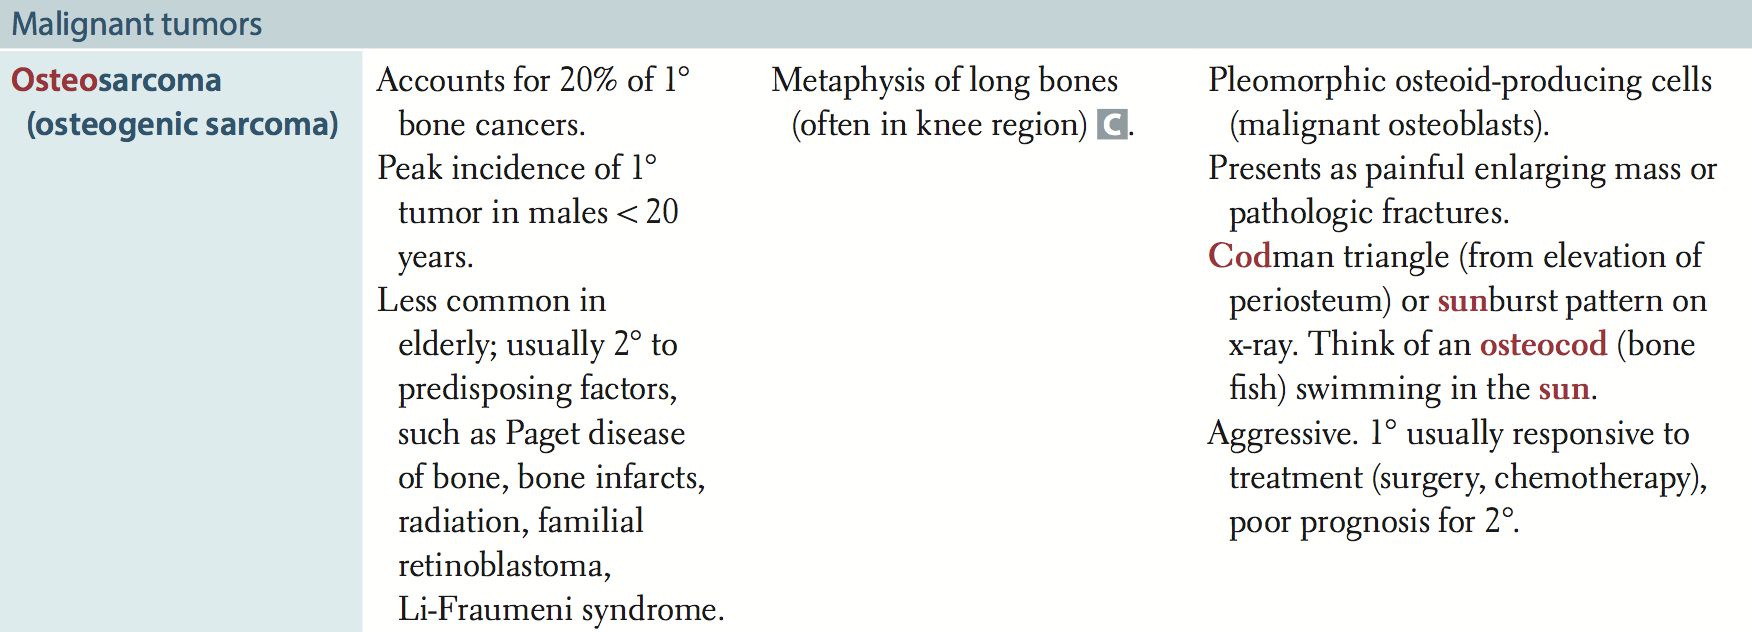 Malignant tumors
Osteosarcoma
(osteogenic sarcoma)
Accounts for 20% of 1°
bone cancers.
Peak incidence of 1°
tumor in males < 20
years.
Less common in
elderly; usually 2° to
predisposing factors,
such as Paget disease
of bone, bone infarcts,
radiation, familial
retinoblastoma,
Li-Fraumeni syndrome.
Metaphysis of long bones
(often in knee region) C.
Pleomorphic osteoid-producing cells
(malignant osteoblasts).
Presents as painful enlarging mass or
pathologic fractures.
Codman triangle (from elevation of
periosteum) or sunburst pattern on
x-ray. Think of an osteocod (bone
fish) swimming in the sun.
Aggressive. 1° usually responsive to
treatment (surgery, chemotherapy),
poor prognosis for 2°.